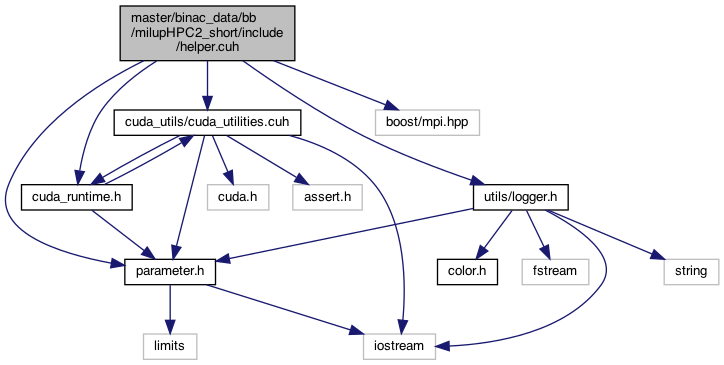 master/binac_data/bb
/milupHPC2_short/include
/helper.cuh
cuda_utils/cuda_utilities.cuh
boost/mpi.hpp
cuda_runtime.h
cuda.h
assert.h
utils/logger.h
parameter.h
color.h
fstream
string
limits
iostream